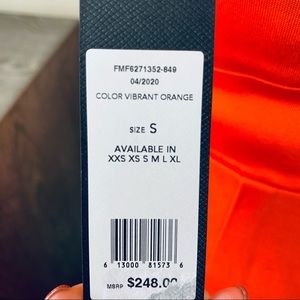 FMF6271352-849
04/2020
COLOR VIBRANT ORANGE
SIZE S
AVAILABLE IN
XXS XS S M L XL
6 13000 81573 6
MSRP $248.00